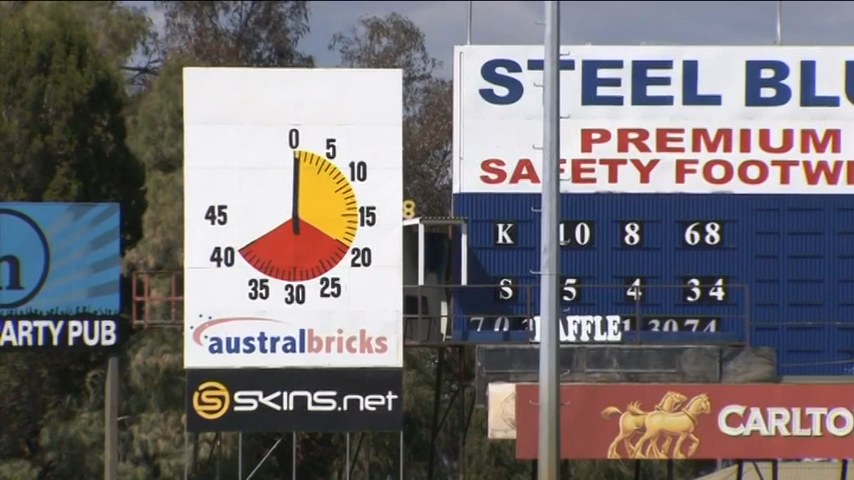 STEEL BLU
PREMIUM
SAFETY FOOTW
0
5
10
15
20
25
30
35
40
45
8
K 10 8 68
S 5 4 34
RAFFLE
australbricks
SKINS.net
ARTY PUB
CARLTO